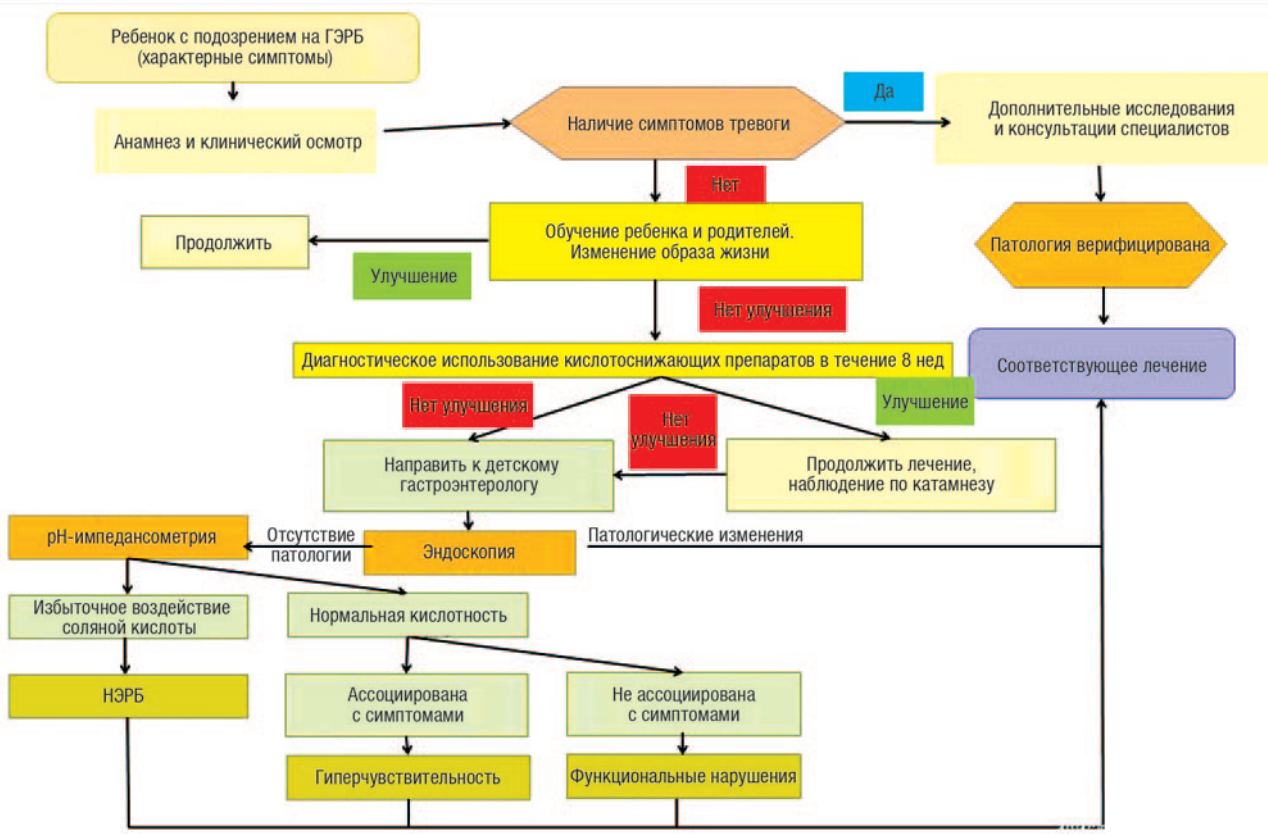 Ребенок с подозрением на ГЭРБ
(характерные симптомы)
Анамнез и клинический осмотр
Наличие симптомов тревоги
Да
Дополнительные исследования
и консультации специалистов
Нет
Продолжить
Обучение ребенка и родителей.
Изменение образа жизни
Патология верифицирована
Улучшение
Нет улучшения
Диагностическое использование кислотоснижающих препаратов в течение 8 нед
Соответствующее лечение
Нет улучшения
Нет
улучшения
Улучшение
Направить к детскому
гастроэнтерологу
Продолжить лечение,
наблюдение по катамнезу
pH-импедансометрия
Отсутствие
патологии
Эндоскопия
Патологические изменения
Избыточное воздействие
соляной кислоты
Нормальная кислотность
НЭРБ
Ассоциирована
с симптомами
Не ассоциирована
с симптомами
Гиперчувствительность
Функциональные нарушения